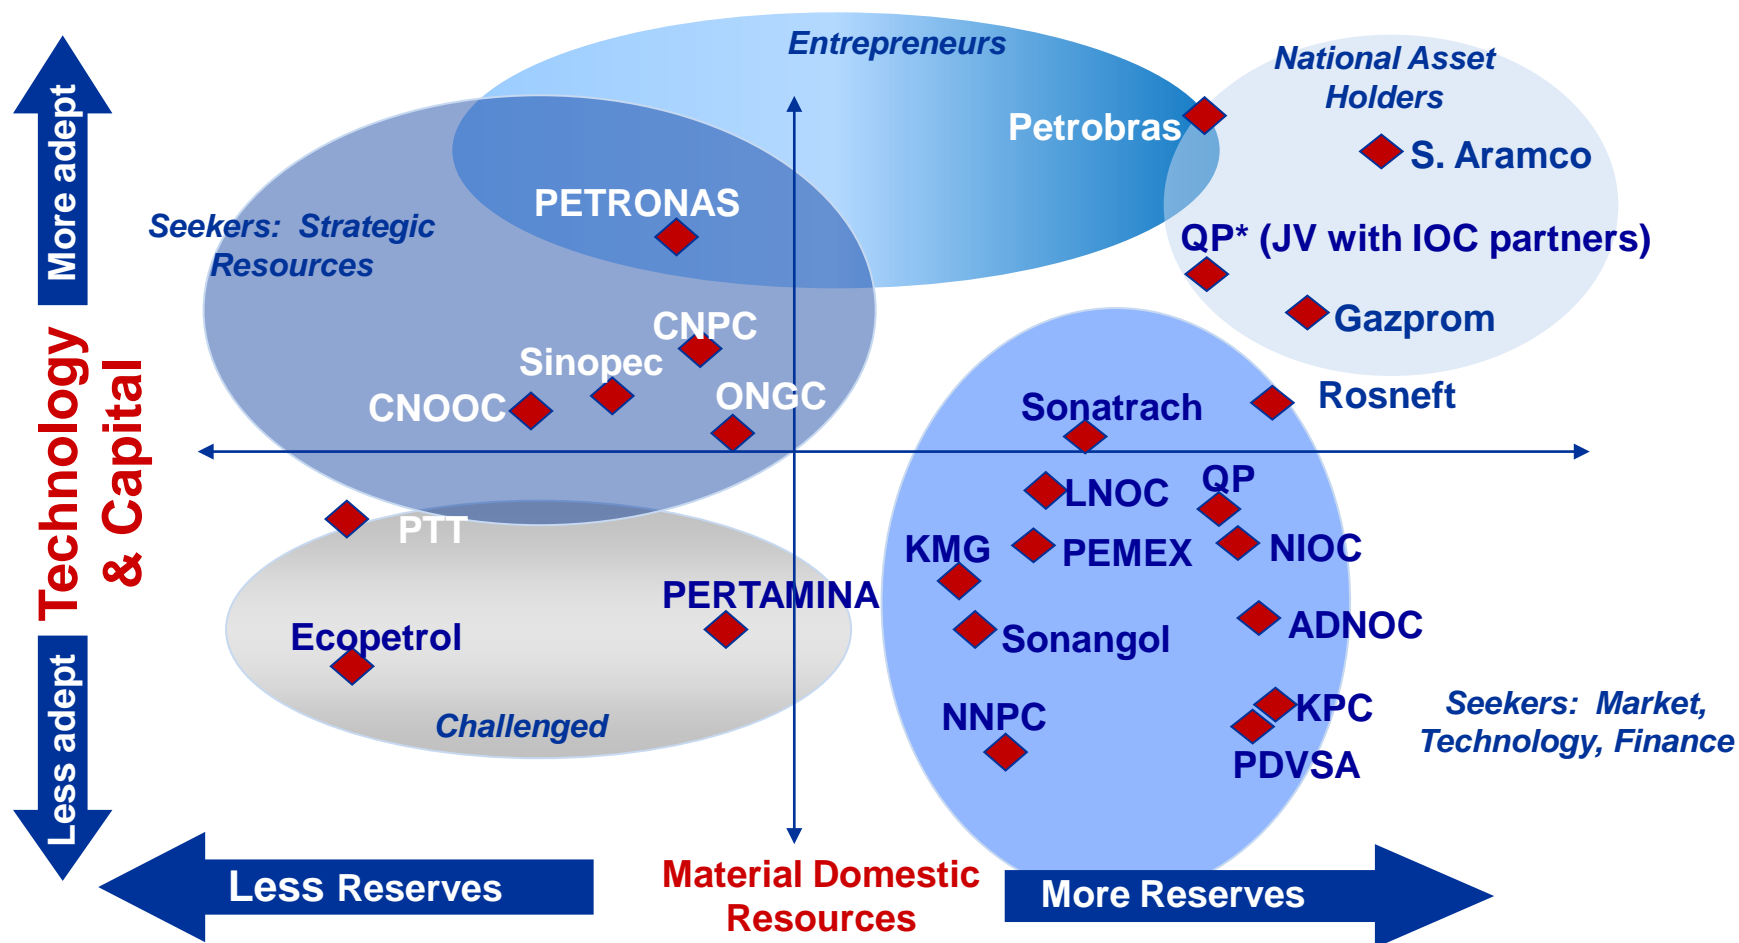 Entrepreneurs
National Asset
Holders
More adept
Petrobras
S. Aramco
PETRONAS
Seekers: Strategic
Resources
QP* (JV with IOC partners)
Gazprom
CNPC
Sinopec
CNOOC
ONGC
Rosneft
Sonatrach
Technology
& Capital
QP
LNOC
PTT
KMG
PEMEX
NIOC
PERTAMINA
Ecopetrol
Sonangol
ADNOC
Less adept
Challenged
NNPC
KPC
PDVSA
Seekers: Market,
Technology, Finance
Less Reserves
Material Domestic
Resources
More Reserves